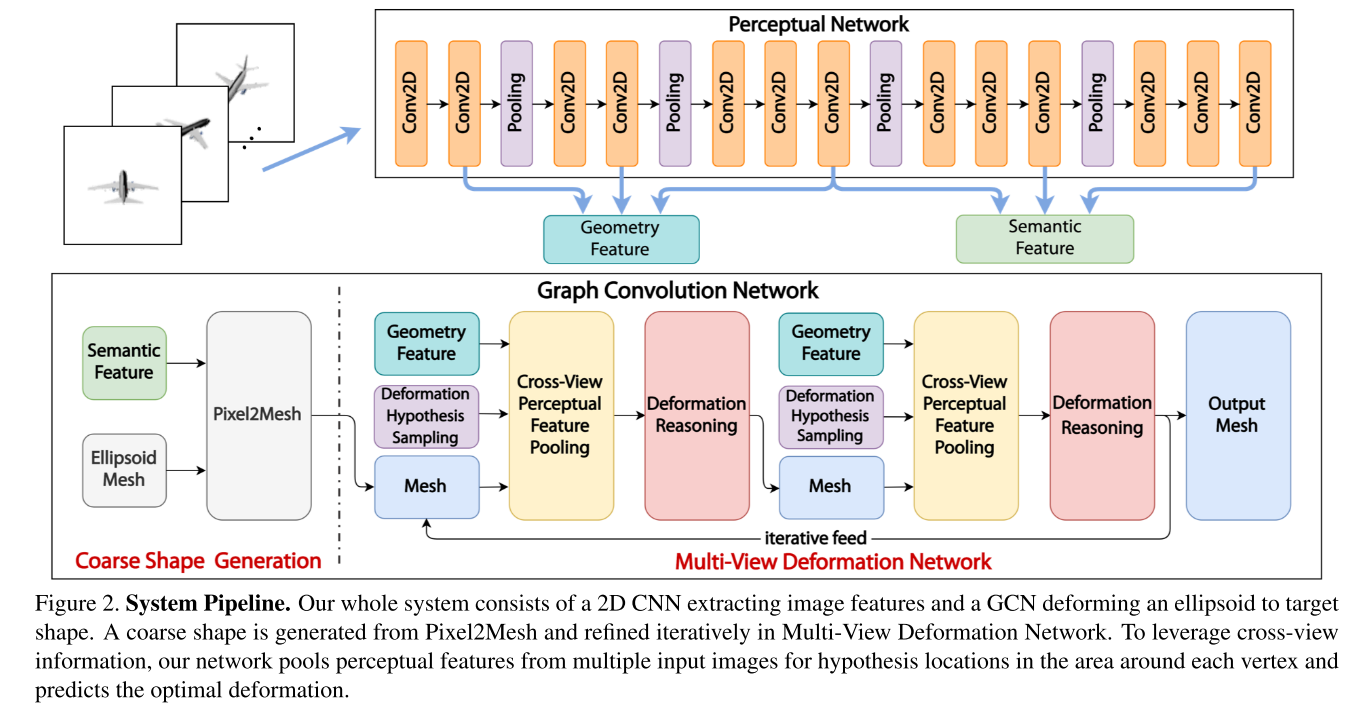 Perceptual Network
Conv2D
Conv2D
Pooling
Conv2D
Conv2D
Pooling
Conv2D
Conv2D
Conv2D
Pooling
Conv2D
Conv2D
Conv2D
Pooling
Conv2D
Conv2D
Conv2D
Geometry
Feature
Semantic
Feature
Graph Convolution Network
Semantic
Feature
Ellipsoid
Mesh
Pixel2Mesh
Coarse Shape Generation
Geometry
Feature
Deformation
Hypothesis
Sampling
Mesh
Cross-View
Perceptual
Feature
Pooling
Deformation
Reasoning
Geometry
Feature
Deformation
Hypothesis
Sampling
Mesh
Cross-View
Perceptual
Feature
Pooling
Deformation
Reasoning
Output
Mesh
iterative feed
Multi-View Deformation Network
Figure 2. System Pipeline. Our whole system consists of a 2D CNN extracting image features and a GCN deforming an ellipsoid to target
shape. A coarse shape is generated from Pixel2Mesh and refined iteratively in Multi-View Deformation Network. To leverage cross-view
information, our network pools perceptual features from multiple input images for hypothesis locations in the area around each vertex and
predicts the optimal deformation.